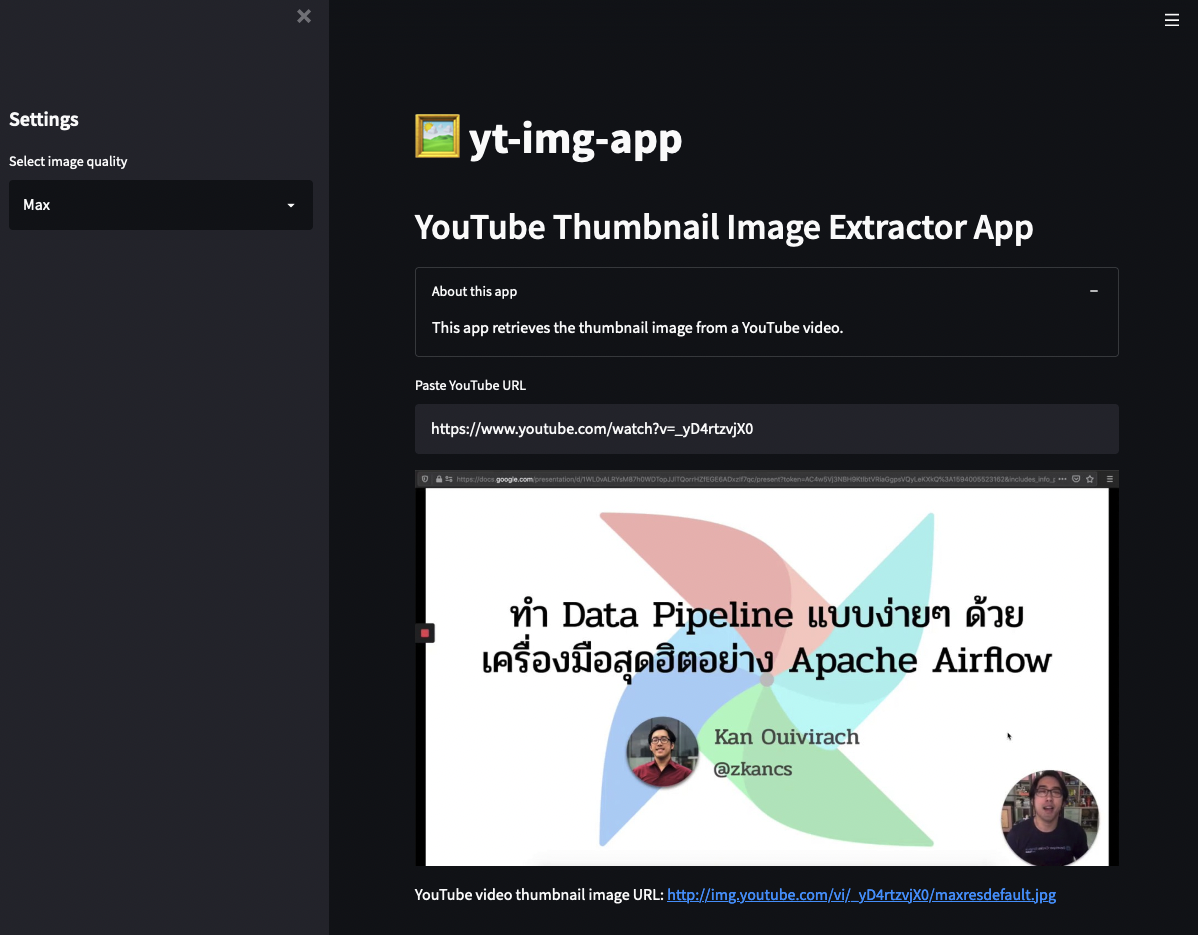 Settings
Select image quality
Max
yt-img-app
YouTube Thumbnail Image Extractor App
About this app
This app retrieves the thumbnail image from a YouTube video.
Paste YouTube URL
https://www.youtube.com/watch?v=_yD4rtzvjX0
ทำ Data Pipeline แบบง่ายๆ ด้วย
เครื่องมือสุดฮิตอย่าง Apache Airflow
Kan Ouivirach
@zkancs
YouTube video thumbnail image URL: http://img.youtube.com/vi/_yD4rtzvjX0/maxresdefault.jpg